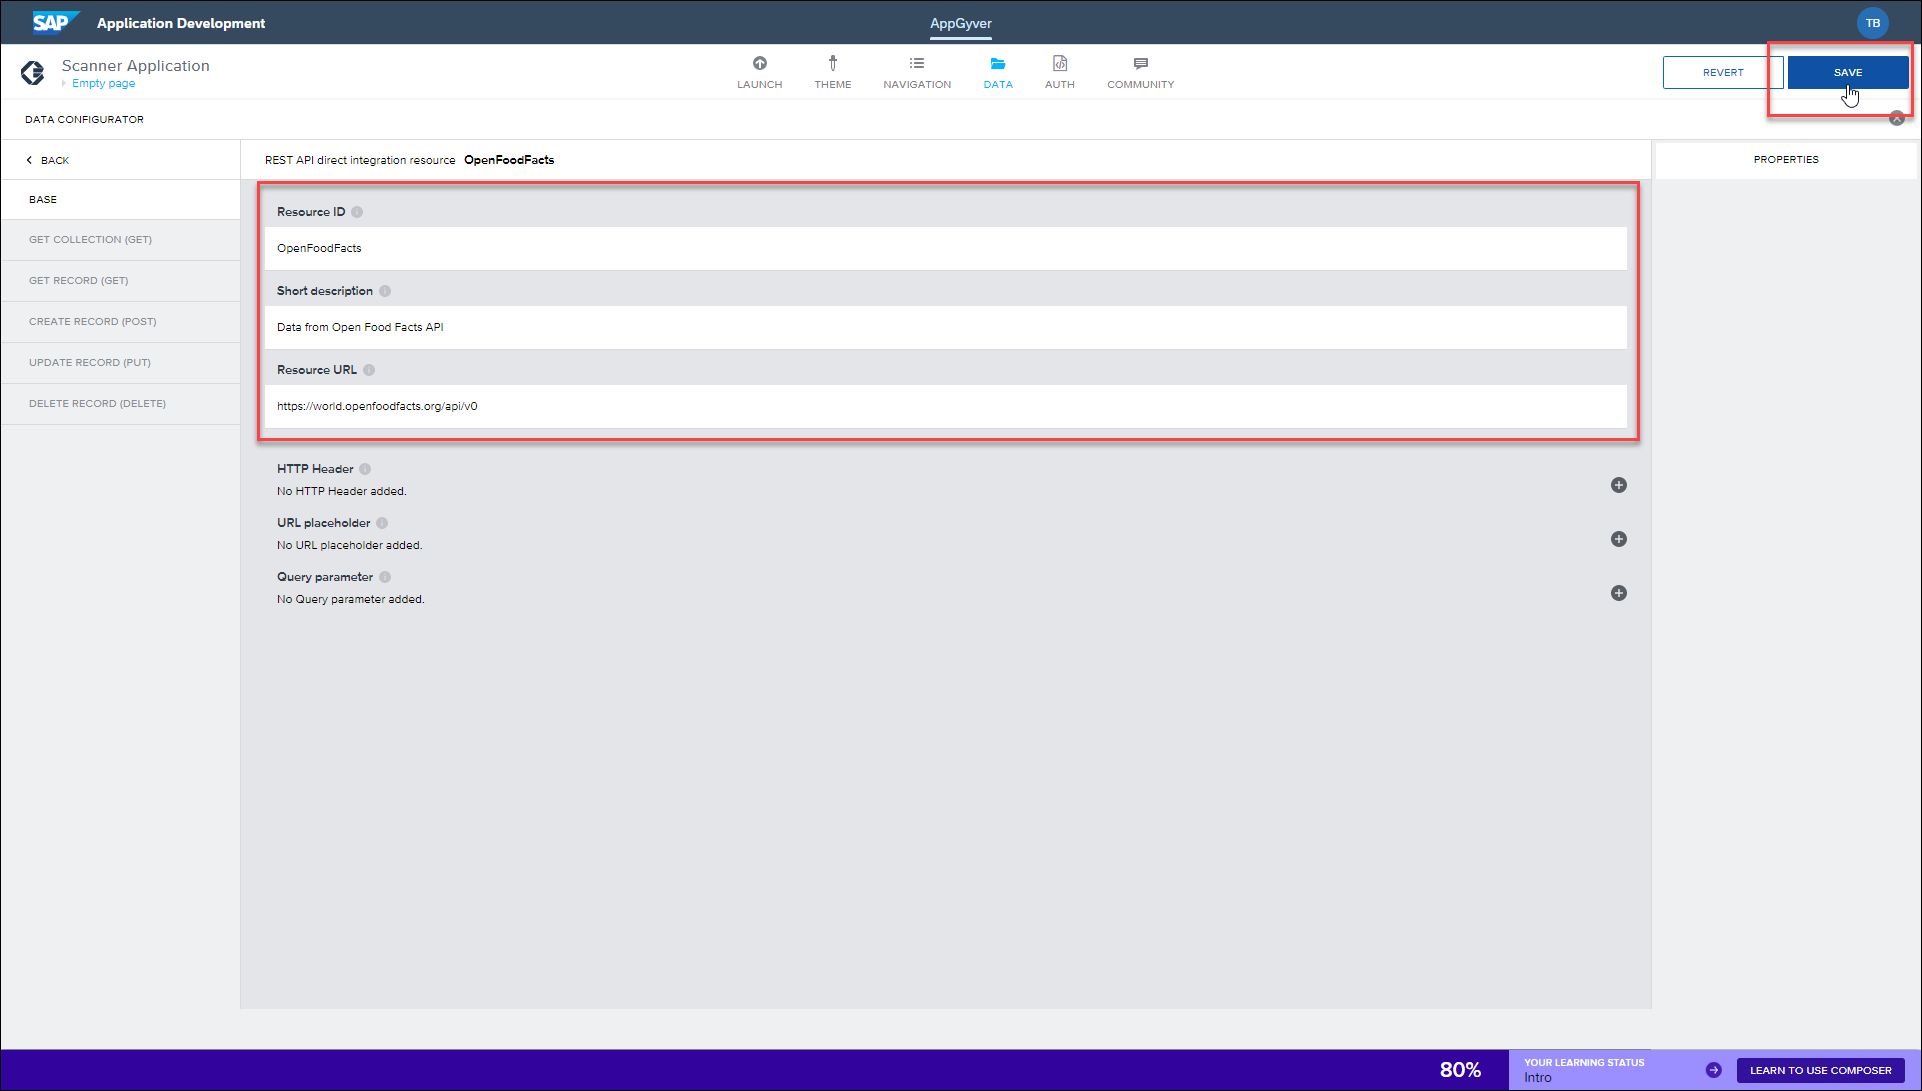 SAP Application Development AppGyver TB
Scanner Application
Empty page
LAUNCH THEME NAVIGATION DATA AUTH COMMUNITY
REVERT SAVE
DATA CONFIGURATOR
BACK
REST API direct integration resource OpenFoodFacts
PROPERTIES
BASE
GET COLLECTION (GET)
GET RECORD (GET)
CREATE RECORD (POST)
UPDATE RECORD (PUT)
DELETE RECORD (DELETE)
Resource ID
OpenFoodFacts
Short description
Data from Open Food Facts API
Resource URL
https://world.openfoodfacts.org/api/v0
HTTP Header
No HTTP Header added.
URL placeholder
No URL placeholder added.
Query parameter
No Query parameter added.
80%
YOUR LEARNING STATUS
Intro
LEARN TO USE COMPOSER